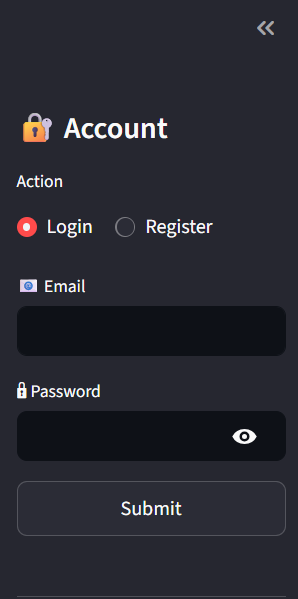 Account
Action
Login Register
Email
Password
Submit